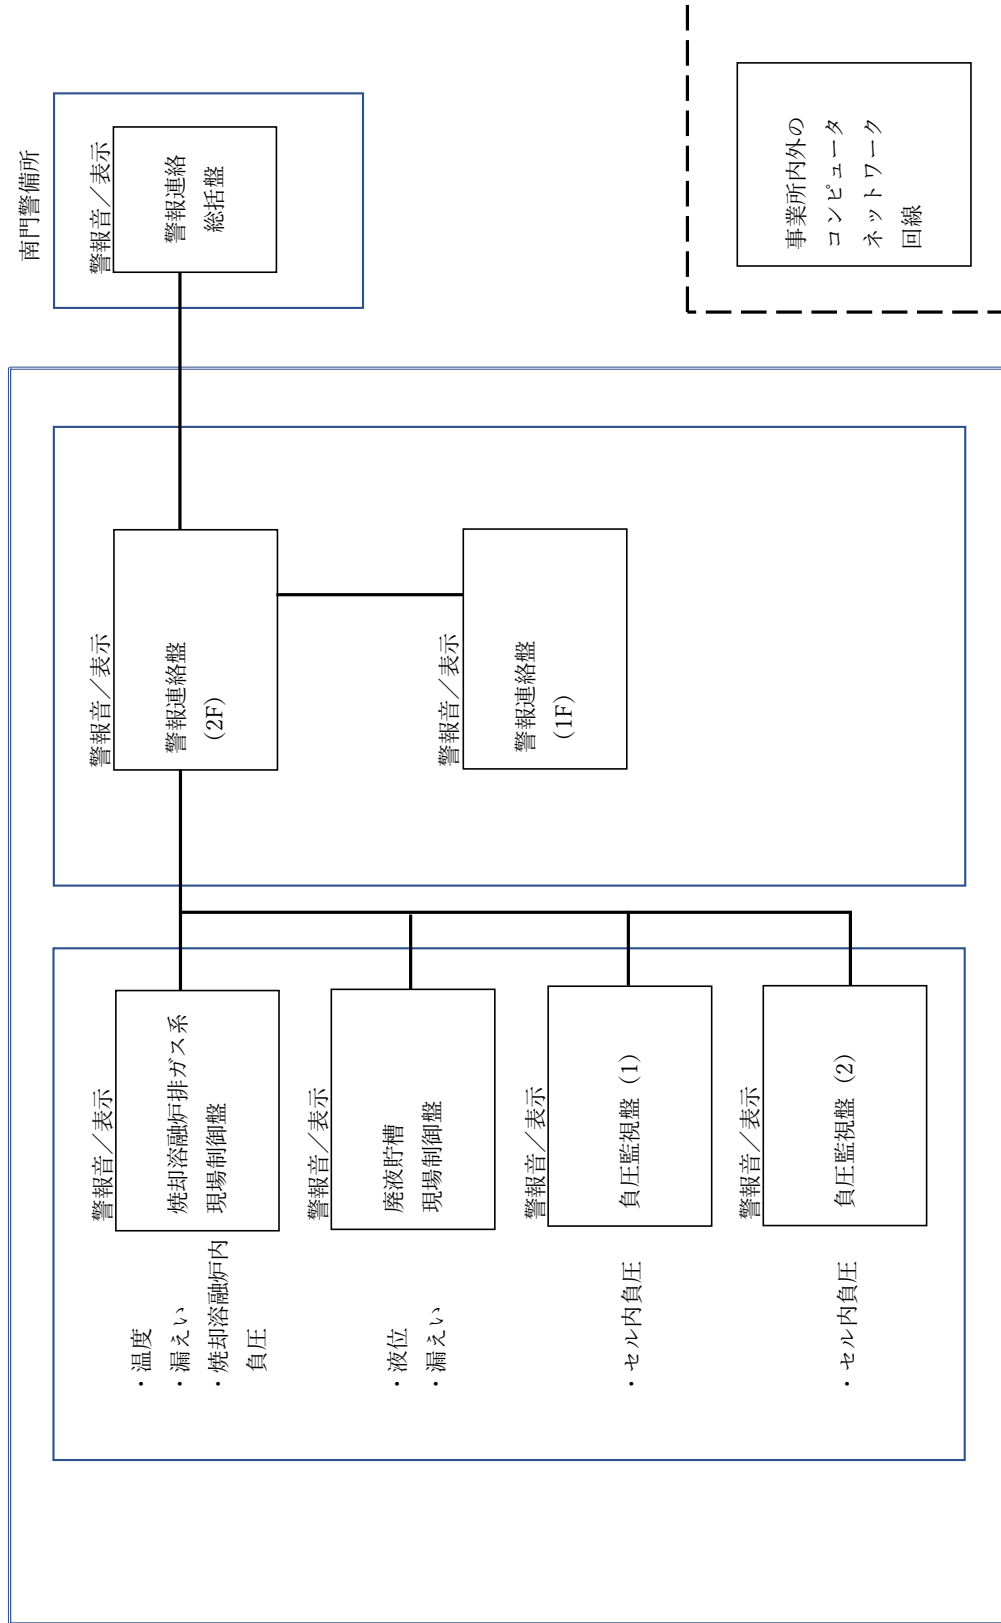 ・温度
・漏えい
・焼却溶融炉内
負圧
警報音／表示
焼却溶融炉排ガス系
現場制御盤
・液位
・漏えい
警報音／表示
廃液貯槽
現場制御盤
・セル内負圧
警報音／表示
負圧監視盤（1）
・セル内負圧
警報音／表示
負圧監視盤（2）
警報音／表示
警報連絡盤
（2F）
警報音／表示
警報連絡盤
（1F）
南門警備所
警報音／表示
警報連絡
総括盤
事業所内外の
コンピュータ
ネットワーク
回線